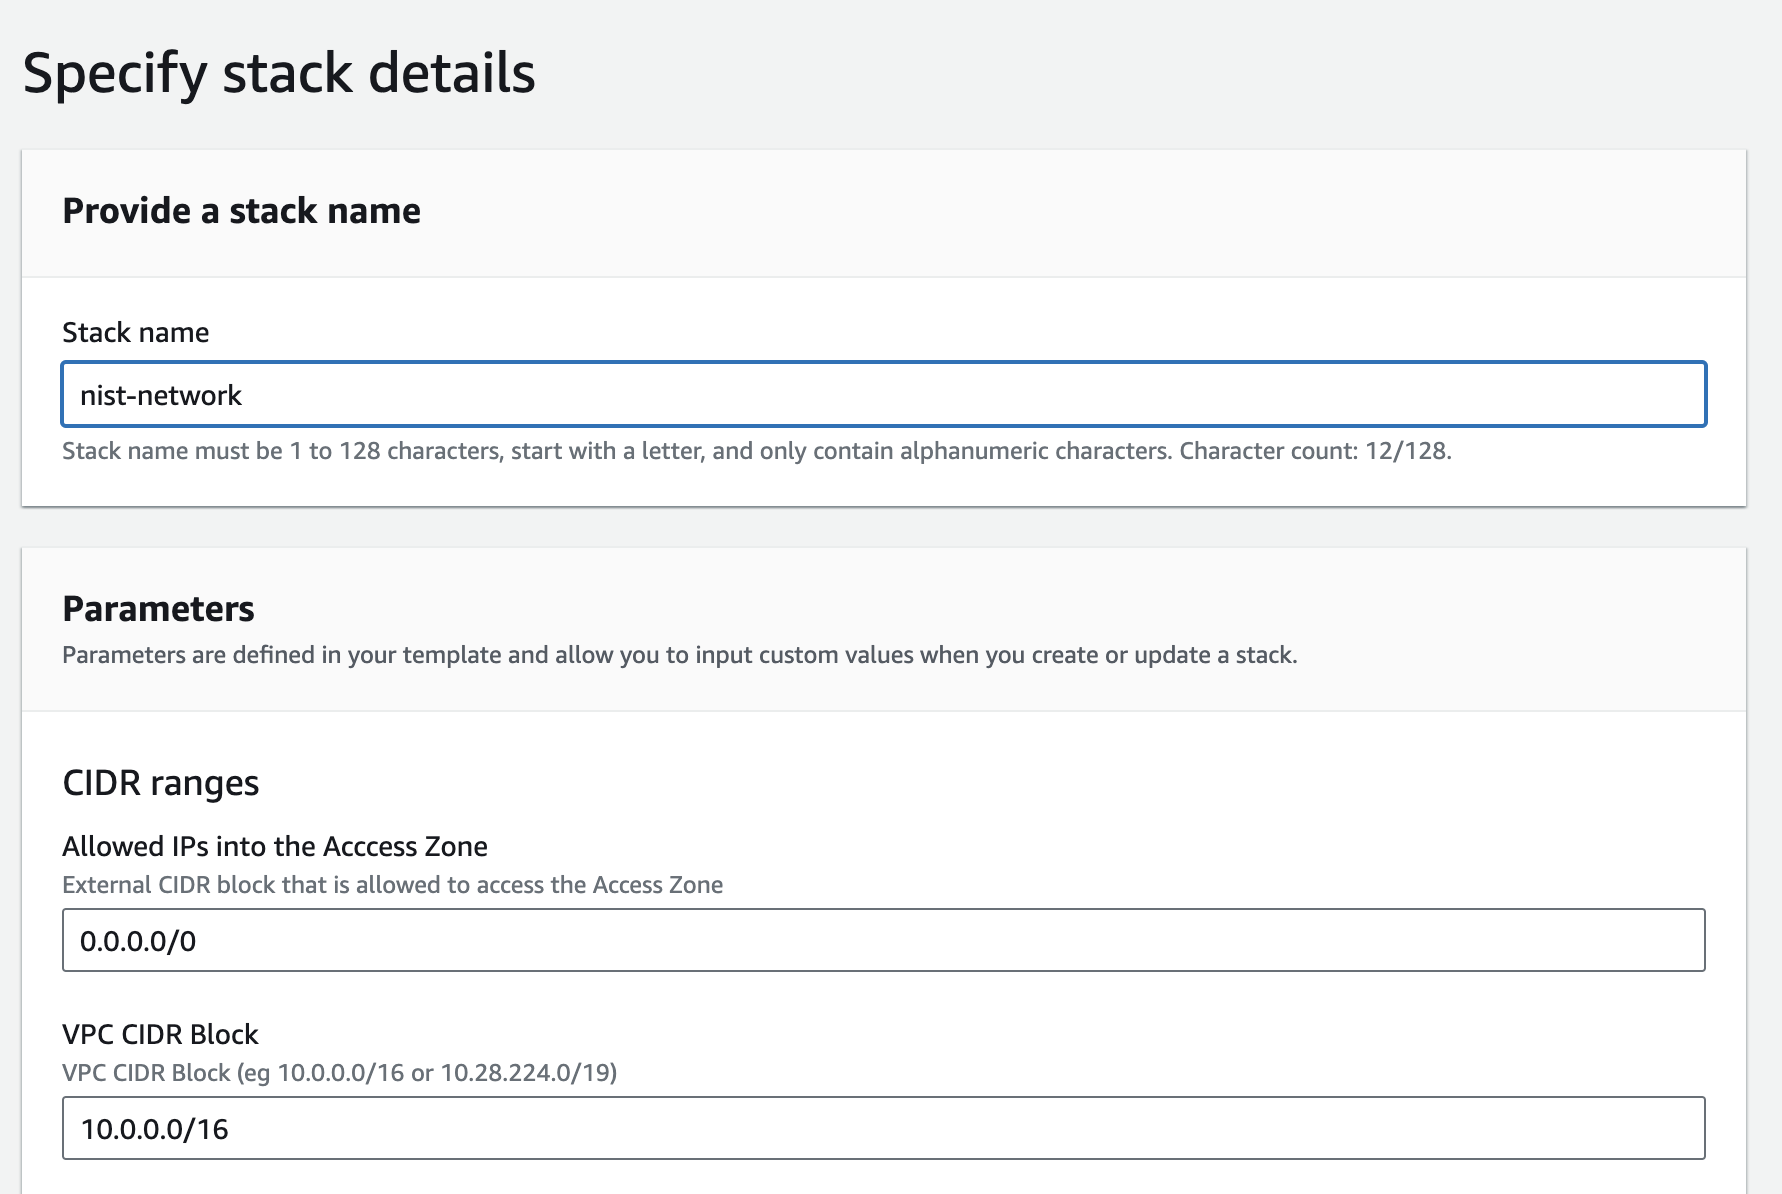 Specify stack details
Provide a stack name
Stack name
nist-network
Stack name must be 1 to 128 characters, start with a letter, and only contain alphanumeric characters. Character count: 12/128.
Parameters
Parameters are defined in your template and allow you to input custom values when you create or update a stack.
CIDR ranges
Allowed IPs into the Acccess Zone
External CIDR block that is allowed to access the Access Zone
0.0.0.0/0
VPC CIDR Block
VPC CIDR Block (eg 10.0.0.0/16 or 10.28.224.0/19)
10.0.0.0/16